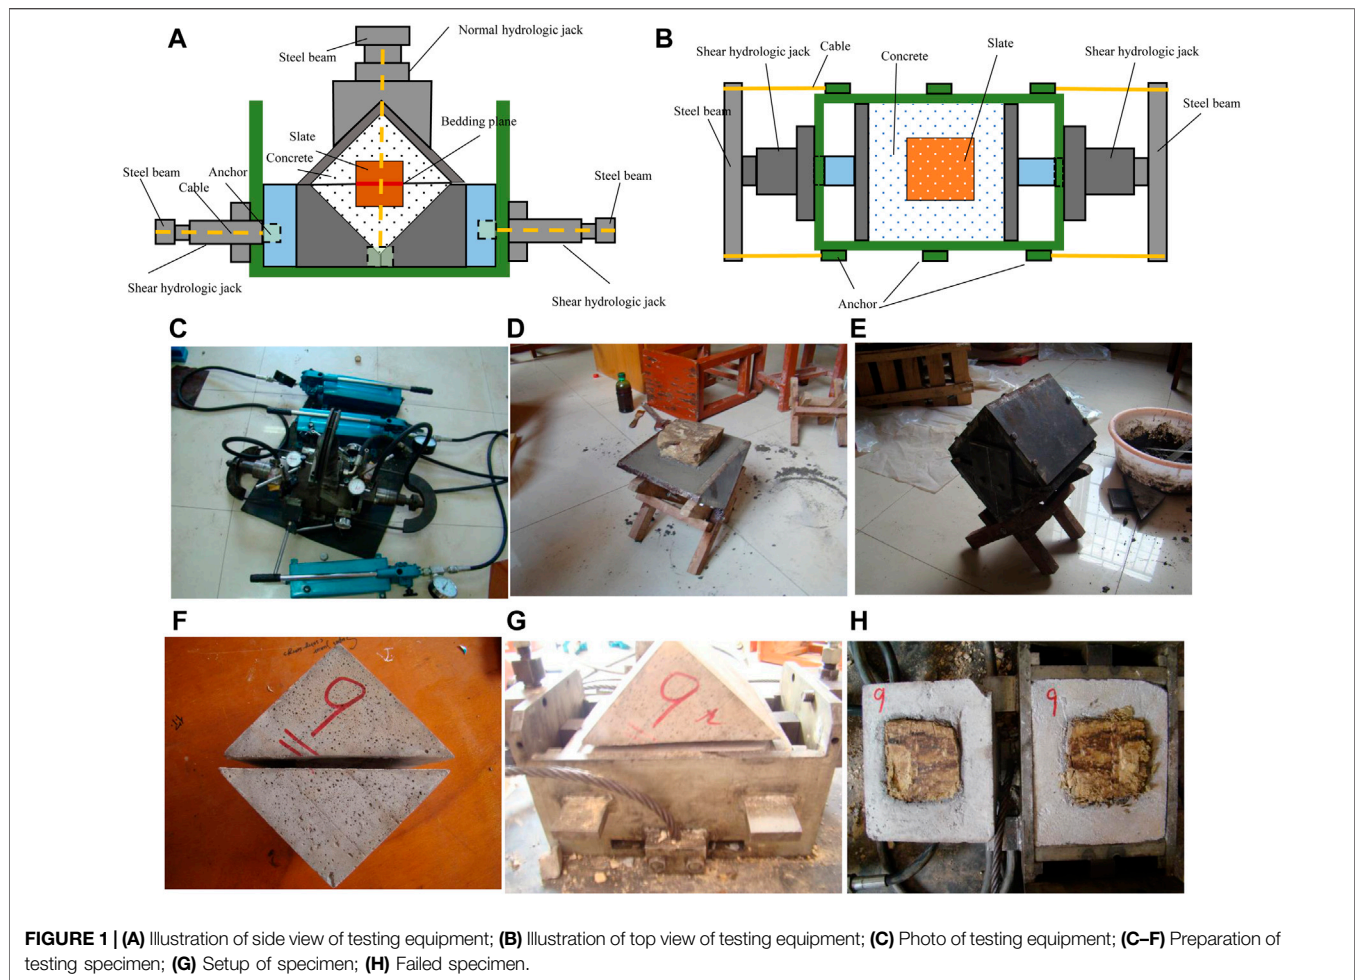 A
Normal hydrologic jack
Steel beam
Slate
Bedding plane
Concrete
Steel beam
Anchor
Cable
Steel beam
Shear hydrologic jack
Shear hydrologic jack
B
Cable
Slate
Shear hydrologic jack
Concrete
Shear hydrologic jack
Steel beam
Steel beam
Anchor
C
D
E
F
9
G
9
H
9
9
FIGURE 1 | (A) Illustration of side view of testing equipment; (B) Illustration of top view of testing equipment; (C) Photo of testing equipment; (C–F) Preparation of
testing specimen; (G) Setup of specimen; (H) Failed specimen.